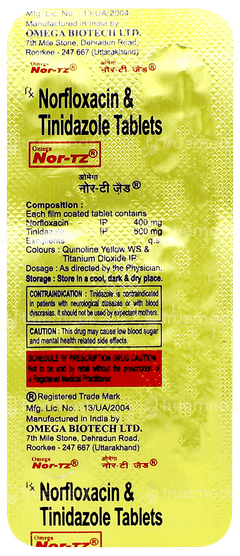 Mfg. Lic. No. : 13/UA/2004
Manufactured in India by :
OMEGA BIOTECH LTD.
7th Mile Stone, Dehradun Road,
Roorkee - 247 667 (Uttarakhand)
Omega ओमेगा
Nor-TZ® नोर-टी जे़ड ®
Rx Norfloxacin &
Tinidazole Tablets
Omega
Nor-TZ®
ओमेगा
नोर-टी जे़ड ®
Composition :
Each film coated tablet contains
Norfloxacin IP 400 mg
Tinidazole IP 600 mg
Excipients q.s
Colours : Quinoline Yellow WS &
Titanium Dioxide IP
Dosage : As directed by the Physician.
Storage : Store in a cool, dark & dry place.
CONTRAINDICATION : Tinidazole is contraindicated
in patients with neurological diseases or with blood
dyscrasias. It should not be used by expectant mothers.
CAUTION : This drug may cause low blood sugar
and mental health related side effects.
SCHEDULE 'H' PRESCRIPTION DRUG CAUTION
Not to be sold by retail without the prescription of
a Registered Medical Practitioner.
® Registered Trade Mark
Mfg. Lic. No. : 13/UA/2004
Manufactured in India by :
OMEGA BIOTECH LTD.
7th Mile Stone, Dehradun Road,
Roorkee - 247 667 (Uttarakhand)
Omega ओमेगा
Nor-TZ® नोर-टी जे़ड ®
Rx Norfloxacin &
Tinidazole Tablets
Omega
Nor-TZ®